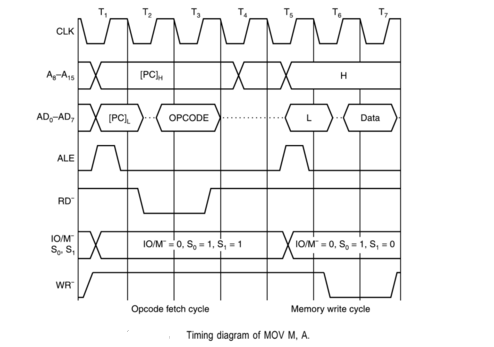 T1 T2 T3 T4 T5 T6 T7
CLK
A8–A15 [PC]H H
AD0–AD7 [PC]L OPCODE L Data
ALE
RD‾
IO/M‾ IO/M‾ = 0, S0 = 1, S1 = 1 IO/M‾ = 0, S0 = 1, S1 = 0
S0, S1
WR‾
Opcode fetch cycle Memory write cycle
Timing diagram of MOV M, A.